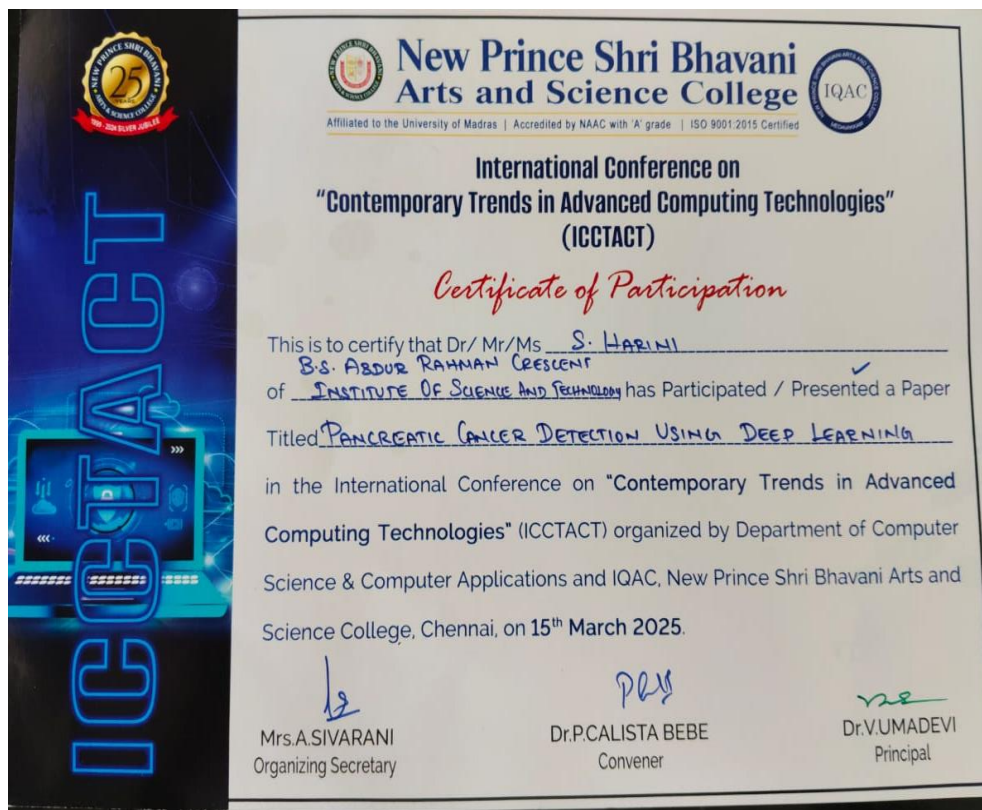 NEW PRINCE SHRI BHAVANI
25
YEARS
ARTS & SCIENCE COLLEGE
SILVER JUBILEE
ICCTACT
New Prince Shri Bhavani
Arts and Science College
IQAC
Affiliated to the University of Madras | Accredited by NAAC with 'A' grade | ISO 9001:2015 Certified
International Conference on
“Contemporary Trends in Advanced Computing Technologies”
(ICCTACT)
Certificate of Participation
This is to certify that Dr/ Mr/Ms S. HARINI
B.S. ABDUR RAHMAN CRESCENT
of INSTITUTE OF SCIENCE AND TECHNOLOGY has Participated / Presented a Paper
Titled PANCREATIC CANCER DETECTION USING DEEP LEARNING
in the International Conference on "Contemporary Trends in Advanced
Computing Technologies" (ICCTACT) organized by Department of Computer
Science & Computer Applications and IQAC, New Prince Shri Bhavani Arts and
Science College, Chennai, on 15th March 2025.
Mrs.A.SIVARANI
Organizing Secretary
Dr.P.CALISTA BEBE
Convener
Dr.V.UMADEVI
Principal